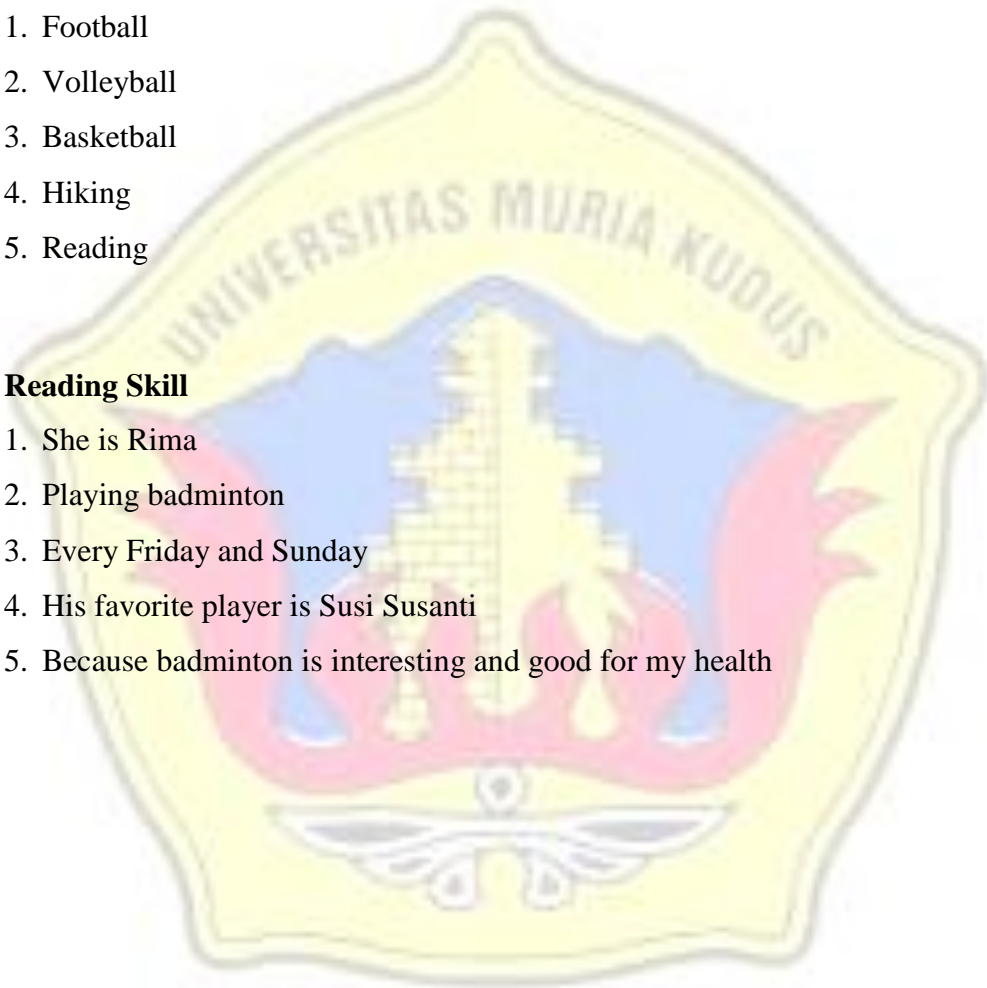 1. Football
2. Volleyball
3. Basketball
4. Hiking
5. Reading
UNIVERSITAS MURIA KUDUS
Reading Skill
1. She is Rima
2. Playing badminton
3. Every Friday and Sunday
4. His favorite player is Susi Susanti
5. Because badminton is interesting and good for my health